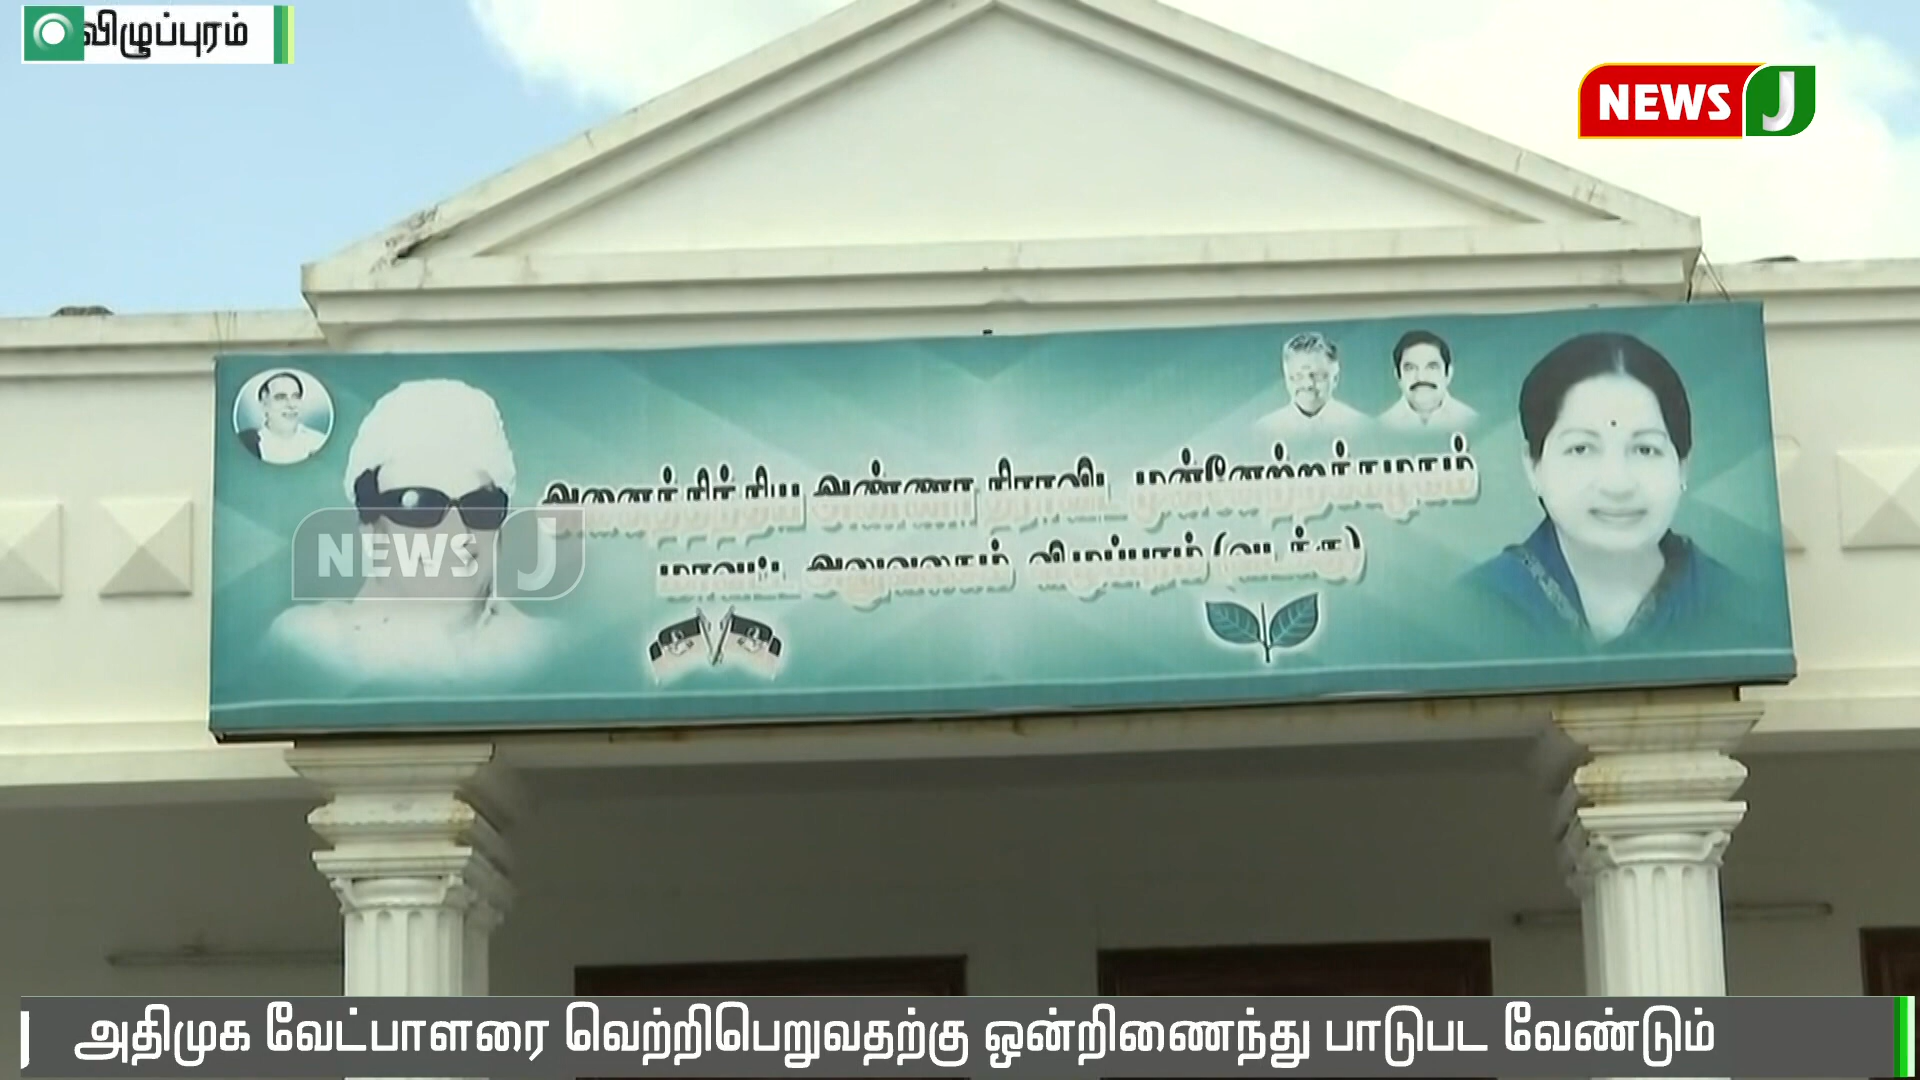 விழுப்புரம்
NEWS J
அனைத்திந்திய அண்ணா திராவிட முன்னேற்றக்கழகம்
மாவட்ட அலுவலகம் விழுப்புரம் (வடக்கு)
NEWS J
அதிமுக வேட்பாளரை வெற்றிபெறுவதற்கு ஒன்றிணைந்து பாடுபட வேண்டும்